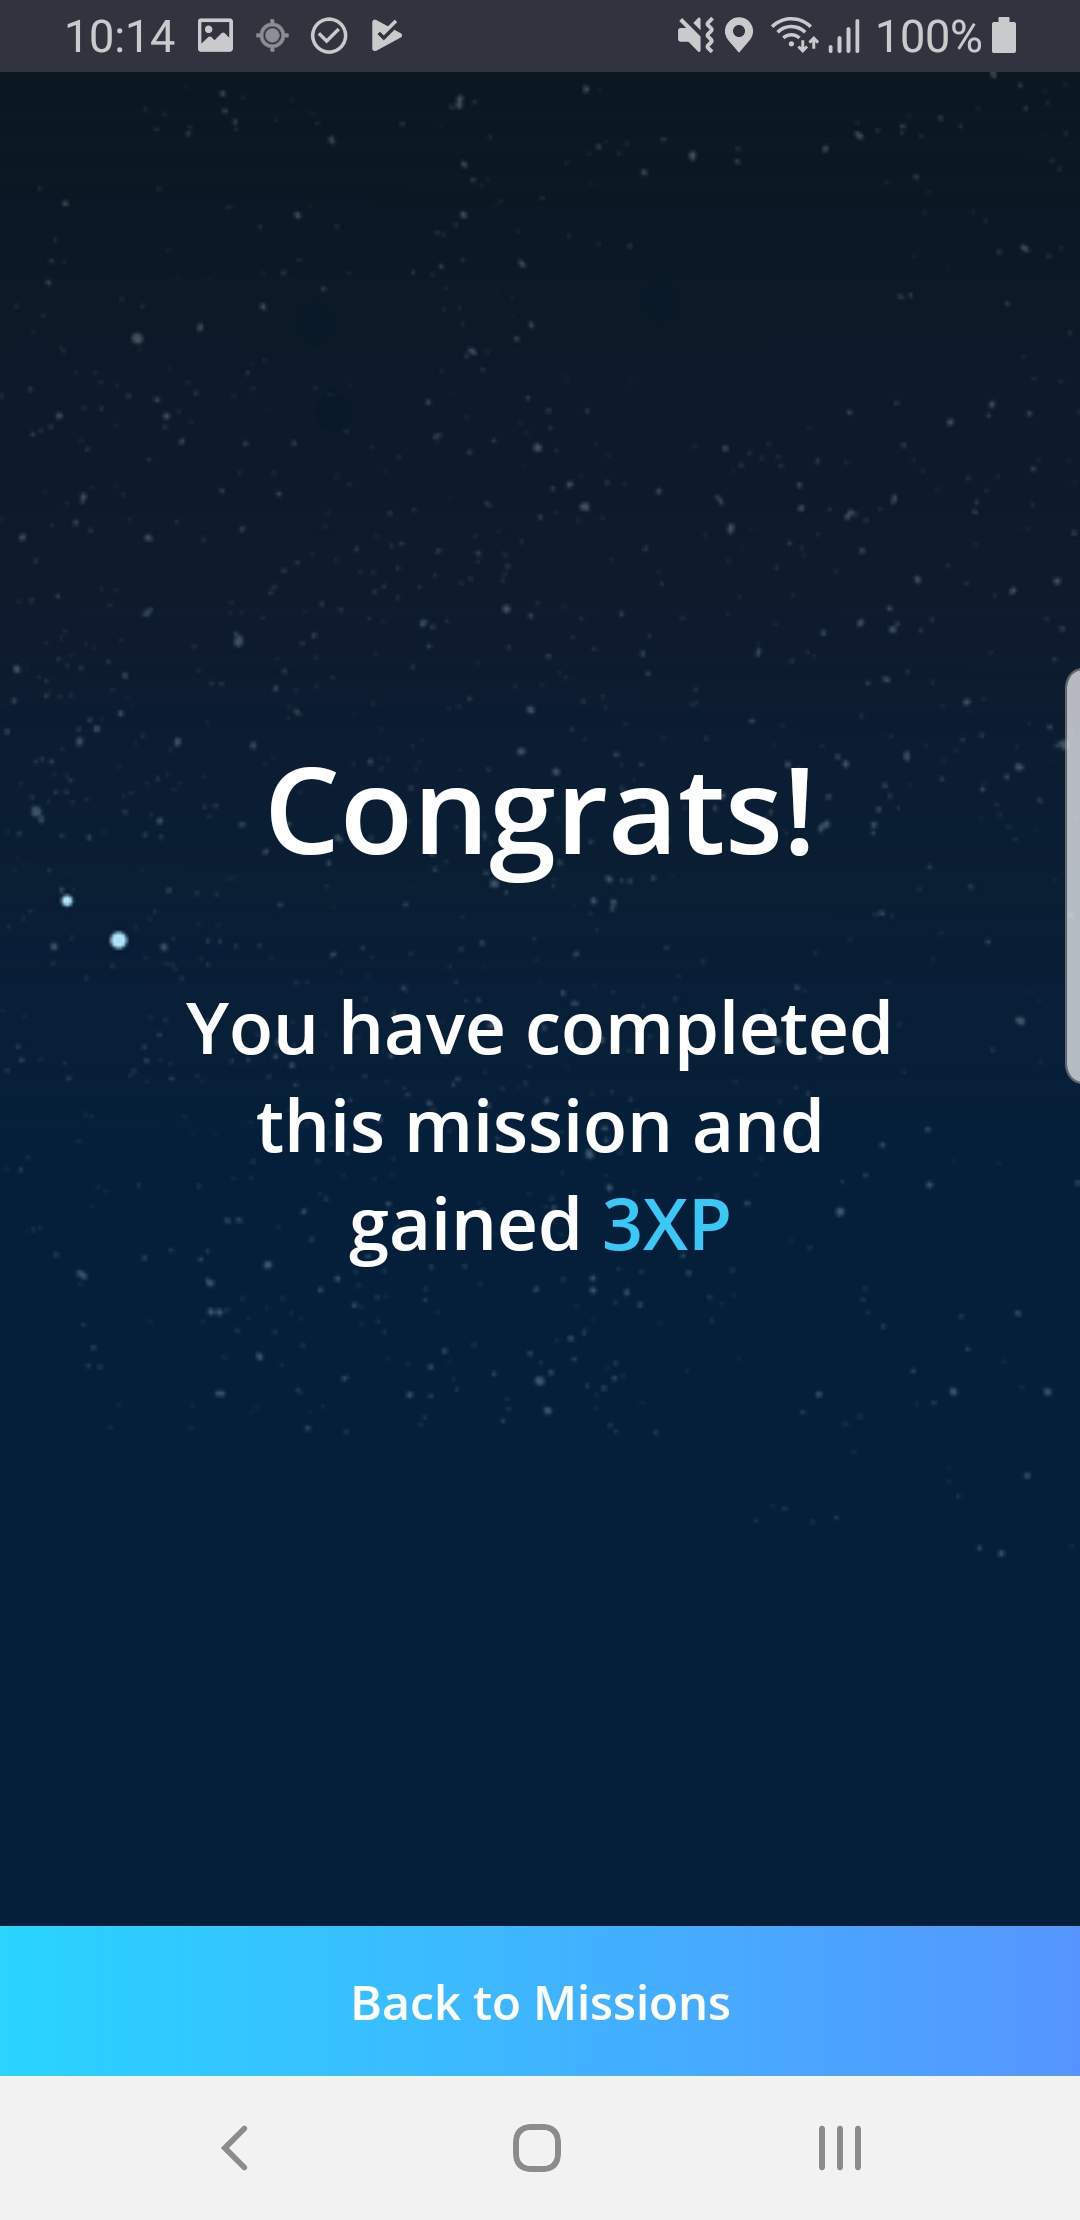 10:14 100%
Congrats!
You have completed
this mission and
gained 3XP
Back to Missions